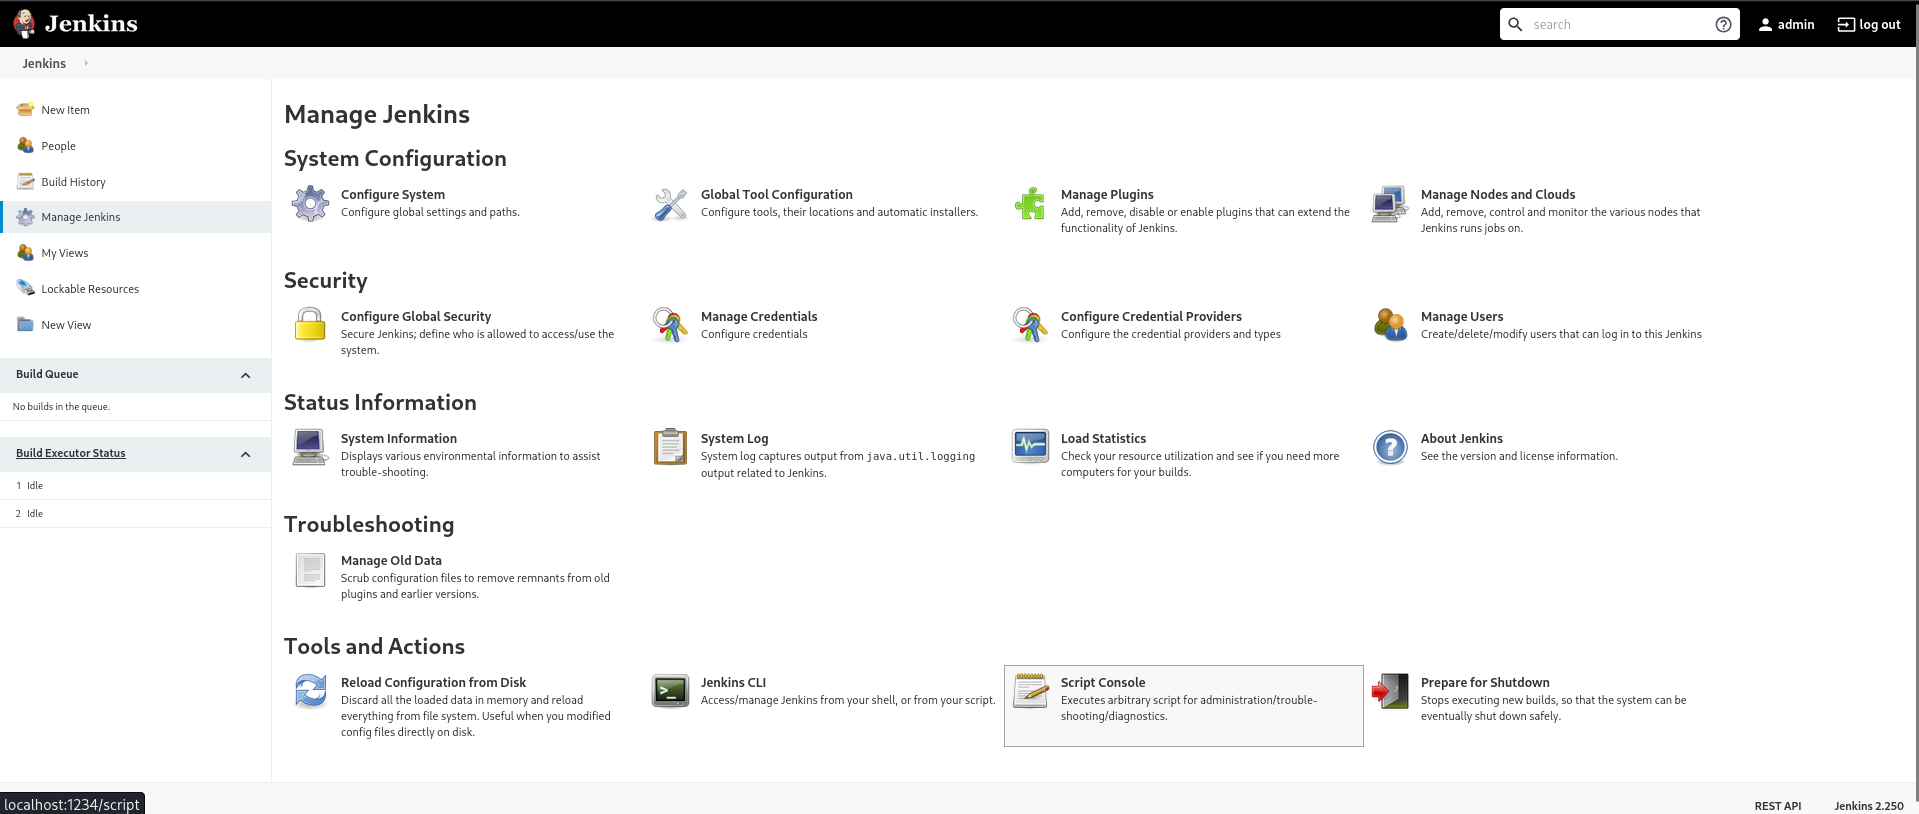 Jenkins
search
admin
log out
Jenkins
New Item
People
Build History
Manage Jenkins
My Views
Lockable Resources
New View
Build Queue
No builds in the queue.
Build Executor Status
1 Idle
2 Idle
Manage Jenkins
System Configuration
Configure System
Configure global settings and paths.
Global Tool Configuration
Configure tools, their locations and automatic installers.
Manage Plugins
Add, remove, disable or enable plugins that can extend the
functionality of Jenkins.
Manage Nodes and Clouds
Add, remove, control and monitor the various nodes that
Jenkins runs jobs on.
Security
Configure Global Security
Secure Jenkins; define who is allowed to access/use the
system.
Manage Credentials
Configure credentials
Configure Credential Providers
Configure the credential providers and types
Manage Users
Create/delete/modify users that can log in to this Jenkins
Status Information
System Information
Displays various environmental information to assist
trouble-shooting.
System Log
System log captures output from java.util.logging
output related to Jenkins.
Load Statistics
Check your resource utilization and see if you need more
computers for your builds.
About Jenkins
See the version and license information.
Troubleshooting
Manage Old Data
Scrub configuration files to remove remnants from old
plugins and earlier versions.
Tools and Actions
Reload Configuration from Disk
Discard all the loaded data in memory and reload
everything from file system. Useful when you modified
config files directly on disk.
Jenkins CLI
Access/manage Jenkins from your shell, or from your script.
Script Console
Executes arbitrary script for administration/trouble-
shooting/diagnostics.
Prepare for Shutdown
Stops executing new builds, so that the system can be
eventually shut down safely.
localhost:1234/script
REST API
Jenkins 2.250